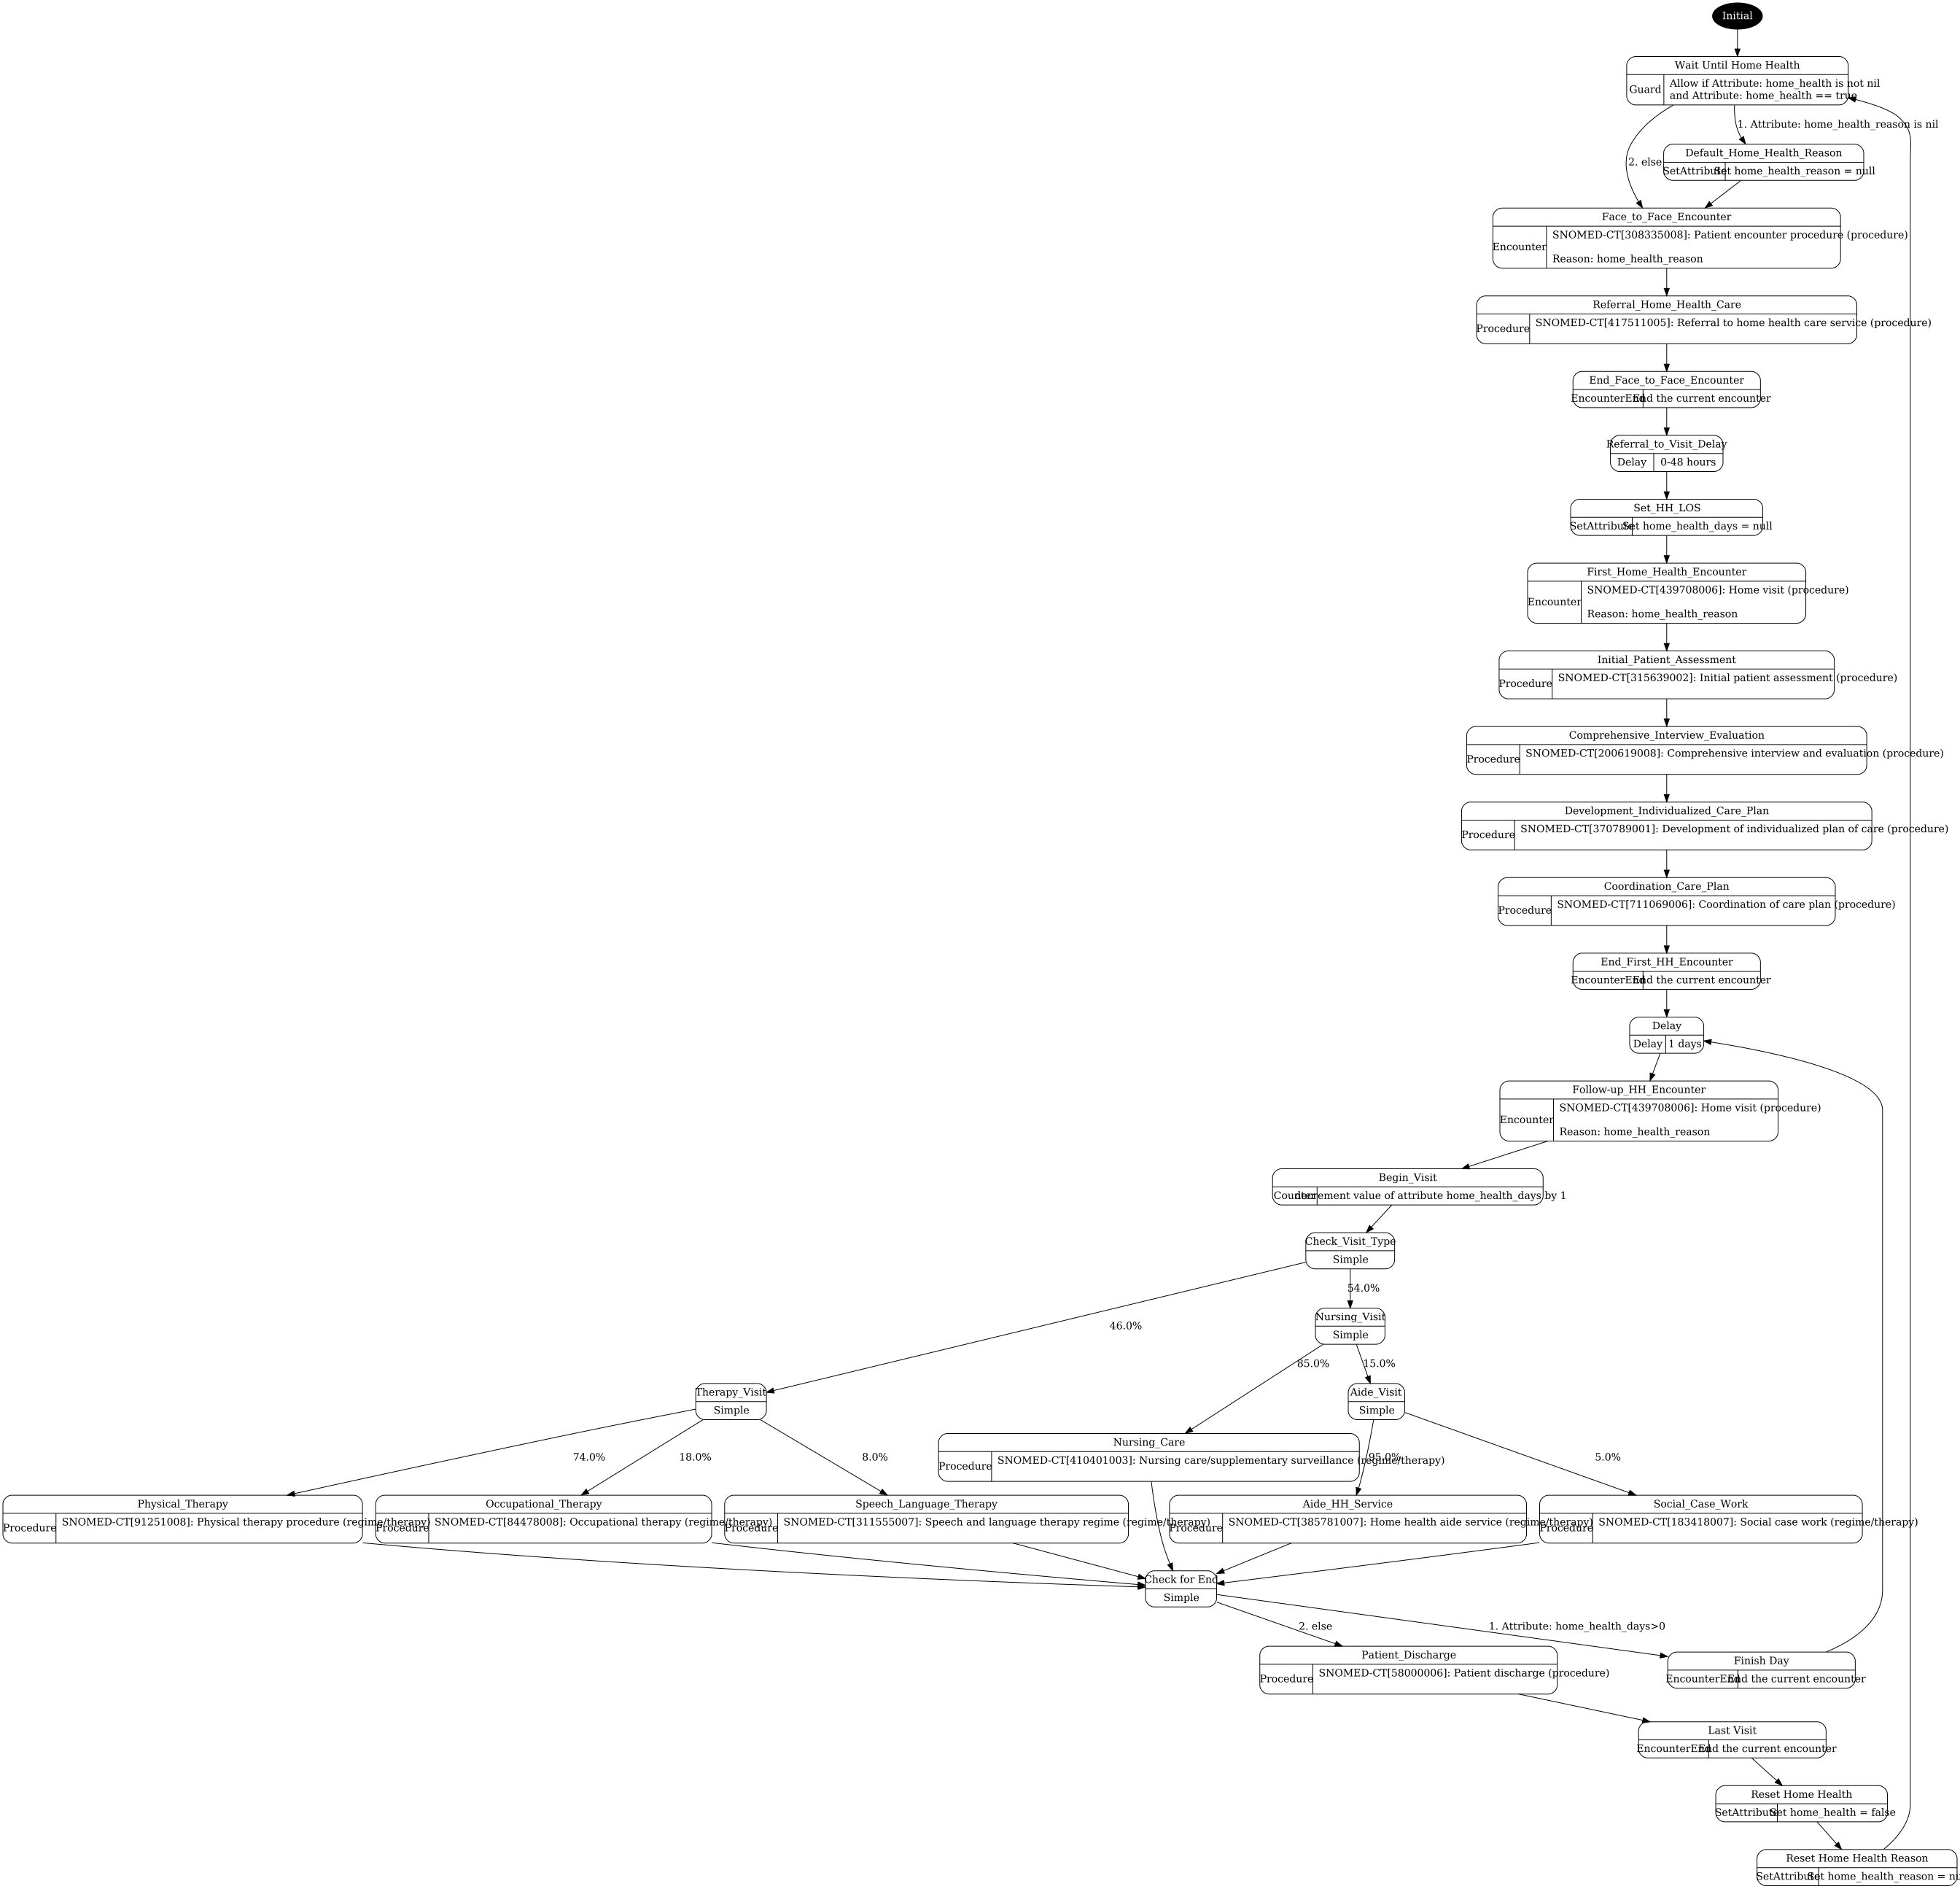 Initial
Wait Until Home Health
Guard
Allow if Attribute: home_health is not nil
and Attribute: home_health == true
1. Attribute: home_health_reason is nil
2. else
Default_Home_Health_Reason
SetAttribute
Set home_health_reason = null
Face_to_Face_Encounter
Encounter
SNOMED-CT[308335008]: Patient encounter procedure (procedure)
Reason: home_health_reason
Referral_Home_Health_Care
Procedure
SNOMED-CT[417511005]: Referral to home health care service (procedure)
End_Face_to_Face_Encounter
EncounterEnd
End the current encounter
Referral_to_Visit_Delay
Delay
0-48 hours
Set_HH_LOS
SetAttribute
Set home_health_days = null
First_Home_Health_Encounter
Encounter
SNOMED-CT[439708006]: Home visit (procedure)
Reason: home_health_reason
Initial_Patient_Assessment
Procedure
SNOMED-CT[315639002]: Initial patient assessment (procedure)
Comprehensive_Interview_Evaluation
Procedure
SNOMED-CT[200619008]: Comprehensive interview and evaluation (procedure)
Development_Individualized_Care_Plan
Procedure
SNOMED-CT[370789001]: Development of individualized plan of care (procedure)
Coordination_Care_Plan
Procedure
SNOMED-CT[711069006]: Coordination of care plan (procedure)
End_First_HH_Encounter
EncounterEnd
End the current encounter
Delay
Delay
1 days
Follow-up_HH_Encounter
Encounter
SNOMED-CT[439708006]: Home visit (procedure)
Reason: home_health_reason
Begin_Visit
Counter
value of attribute home_health_days by 1
Check_Visit_Type
Simple
54.0%
46.0%
Nursing_Visit
Simple
85.0%
15.0%
Therapy_Visit
Simple
Aide_Visit
Simple
74.0%
18.0%
8.0%
95.0%
5.0%
Nursing_Care
Procedure
SNOMED-CT[410401003]: Nursing care/supplementary surveillance (regime/therapy)
Physical_Therapy
Procedure
SNOMED-CT[91251008]: Physical therapy procedure (regime/therapy)
Occupational_Therapy
Procedure
SNOMED-CT[84478008]: Occupational therapy (regime/therapy)
Speech_Language_Therapy
Procedure
SNOMED-CT[311555007]: Speech and language therapy regime (regime/therapy)
Aide_HH_Service
Procedure
SNOMED-CT[385781007]: Home health aide service (regime/therapy)
Social_Case_Work
Procedure
SNOMED-CT[183418007]: Social case work (regime/therapy)
Check for End
Simple
2. else
1. Attribute: home_health_days>0
Patient_Discharge
Procedure
SNOMED-CT[58000006]: Patient discharge (procedure)
Finish Day
EncounterEnd
End the current encounter
Last Visit
EncounterEnd
End the current encounter
Reset Home Health
SetAttribute
Set home_health = false
Reset Home Health Reason
SetAttribute
Set home_health_reason =